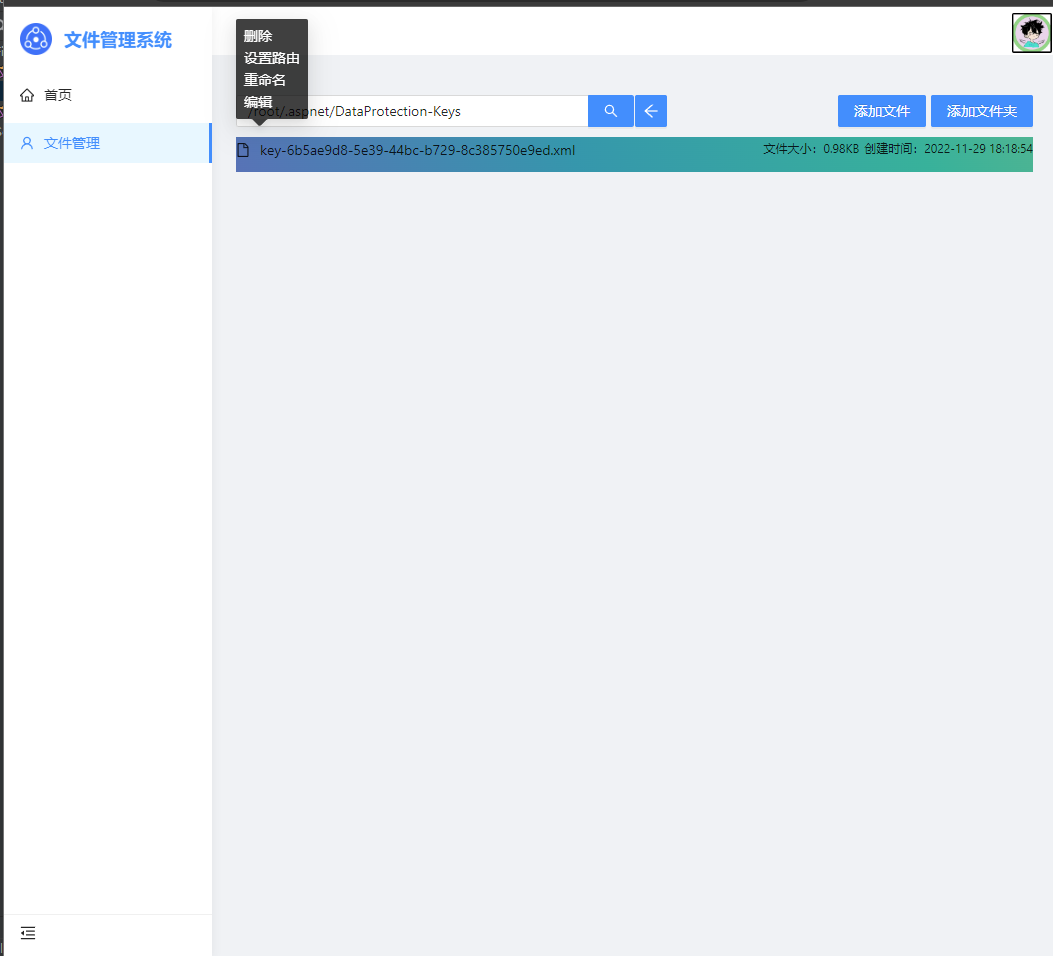 文件管理系统
首页
文件管理
删除
设置路由
重命名
编辑
/root/.aspnet/DataProtection-Keys
添加文件
添加文件夹
key-6b5ae9d8-5e39-44bc-b729-8c385750e9ed.xml
文件大小：0.98KB 创建时间：2022-11-29 18:18:54